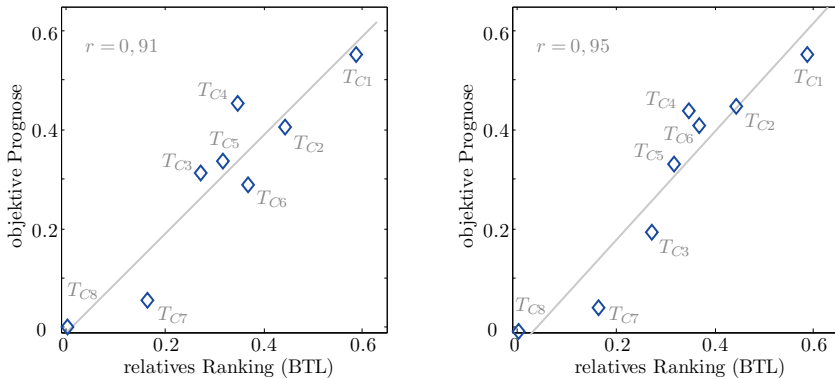 0.6
r = 0, 91
T_C1
T_C4
0.4
T_C5
T_C2
T_C3
T_C6
0.2
T_C8
T_C7
0
0
0.2
0.4
0.6
objektive Prognose
relatives Ranking (BTL)
0.6
r = 0, 95
T_C1
T_C4
T_C2
0.4
T_C6
T_C5
T_C3
0.2
T_C8
T_C7
0
0
0.2
0.4
0.6
objektive Prognose
relatives Ranking (BTL)